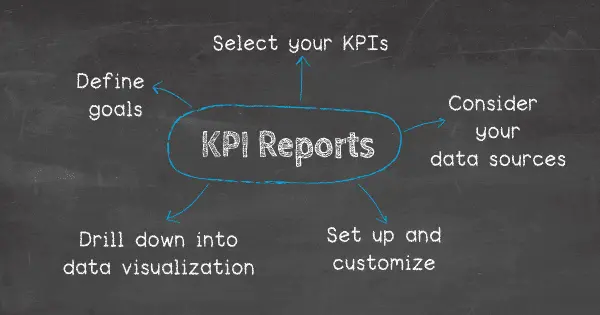 Select your KPIs
Define
goals
Consider
your
data sources
KPI Reports
Drill down into
data visualization
Set up and
customize